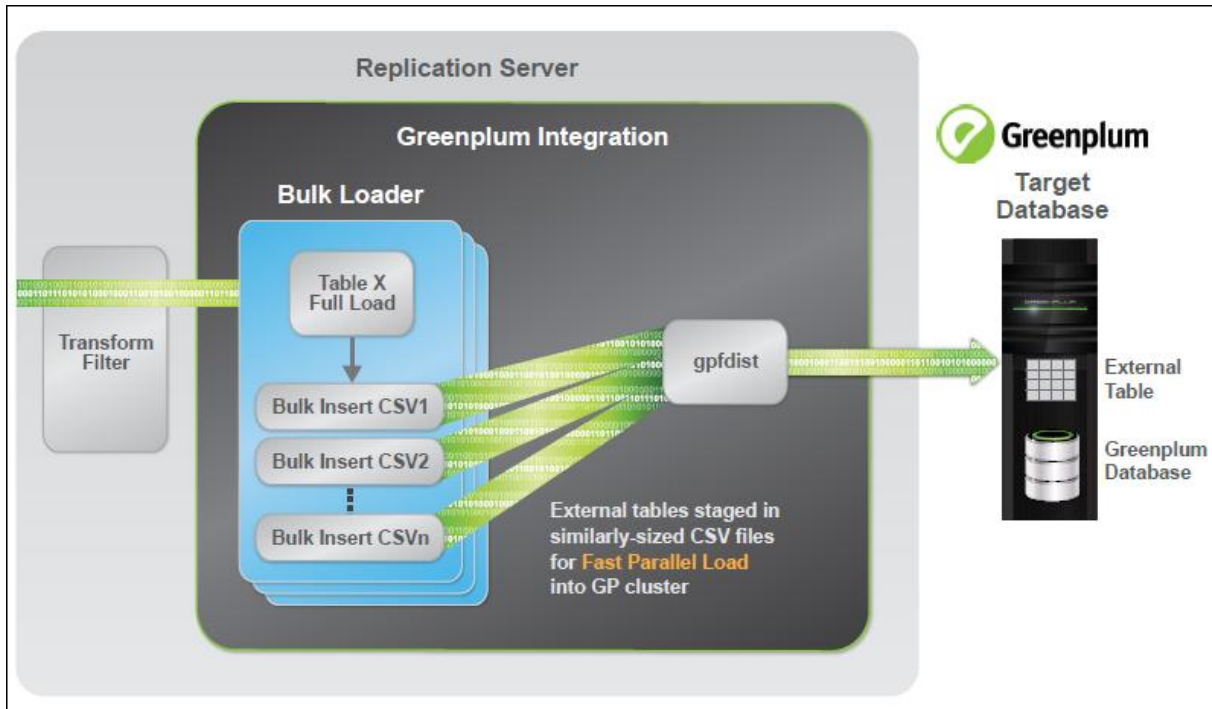 Replication Server
Greenplum Integration
Bulk Loader
Table X
Full Load
Transform
Filter
Bulk Insert CSV1
Bulk Insert CSV2
Bulk Insert CSVn
gpfdist
External tables staged in
similarly-sized CSV files
for Fast Parallel Load
into GP cluster
Greenplum
Target
Database
External
Table
Greenplum
Database